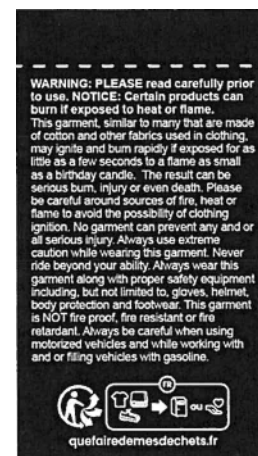 WARNING: PLEASE read carefully prior
to use. NOTICE: Certain products can
burn if exposed to heat or flame.
This garment, similar to many that are made
of cotton and other fabrics used in clothing,
may ignite and burn rapidly if exposed for as
little as a few seconds to a flame as small
as a birthday candle. The result can be
serious burn, injury or even death. Please
be careful around sources of fire, heat or
flame to avoid the possibility of clothing
ignition. No garment can prevent any and or
all serious injury. Always use extreme
caution while wearing this garment. Never
ride beyond your ability. Always wear this
garment along with proper safety equipment
including, but not limited to, gloves, helmet,
body protection and footwear. This garment
is NOT fire proof, fire resistant or fire
retardant. Always be careful when using
motorized vehicles and while working with
and or filling vehicles with gasoline.
FR
ou
quefairedemesdechets.fr